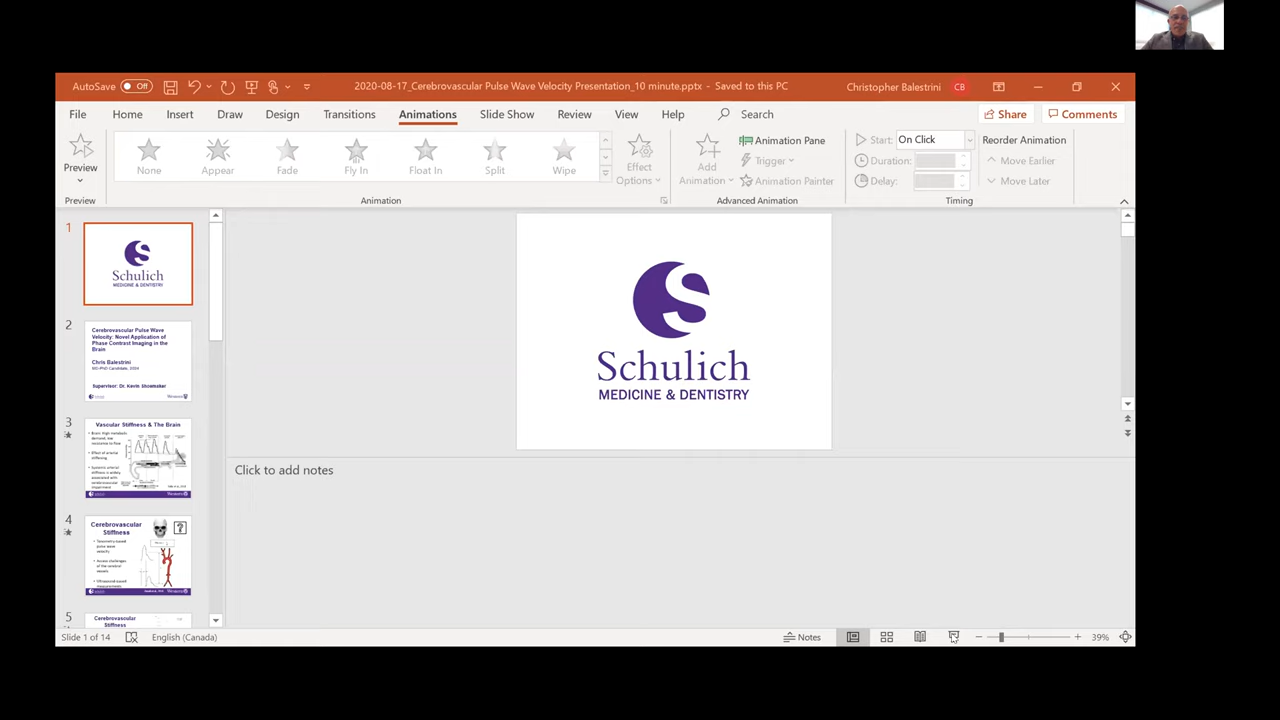 AutoSave Off 2020-08-17_Cerebrovascular Pulse Wave Velocity Presentation_10 minute.pptx - Saved to this PC Christopher Balestrini CB
File Home Insert Draw Design Transitions Animations Slide Show Review View Help Search Share Comments
Preview
None Appear Fade Fly In Float In Split Wipe
Effect Options
Add Animation
Animation Pane
Trigger
Animation Painter
Start: On Click
Duration:
Delay:
Reorder Animation
Move Earlier
Move Later
Preview Animation Advanced Animation Timing
1
Schulich
MEDICINE & DENTISTRY
2
Cerebrovascular Pulse Wave
Velocity: Novel Application of
Phase Contrast Imaging in the
Brain
Chris Balestrini
Supervisor: Dr. Kevin Shoemaker
3
Vascular Stiffness & The Brain
4
Cerebrovascular
Stiffness
?
5
Cerebrovascular
Stiffness
Schulich
MEDICINE & DENTISTRY
Click to add notes
Slide 1 of 14 English (Canada) Notes 39%